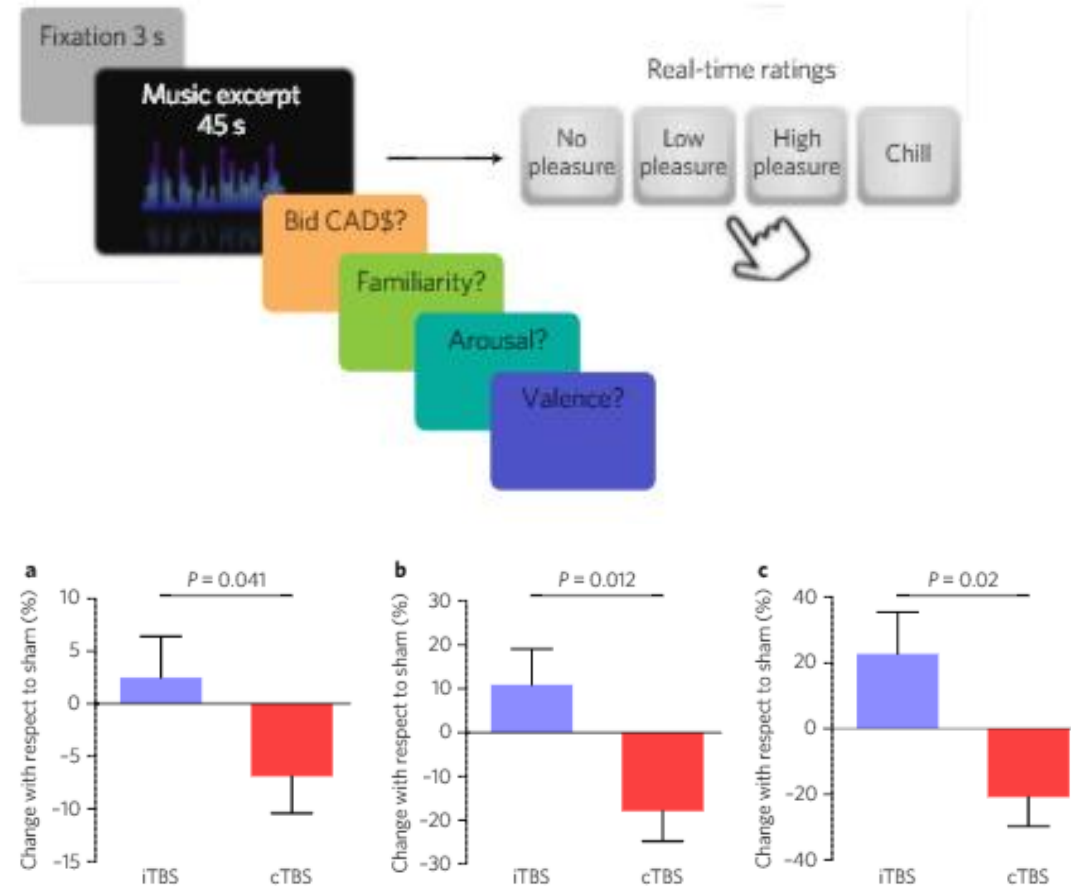 Fixation 3 s
Music excerpt
45 s
Real-time ratings
No
pleasure
Low
pleasure
High
pleasure
Chill
Bid CAD$?
Familiarity?
Arousal?
Valence?
a
P = 0.041
Change with respect to sham (%)
10
5
0
−5
−10
−15
iTBS
cTBS
b
P = 0.012
Change with respect to sham (%)
30
20
10
0
−10
−20
−30
iTBS
cTBS
c
P = 0.02
Change with respect to sham (%)
40
20
0
−20
−40
iTBS
cTBS